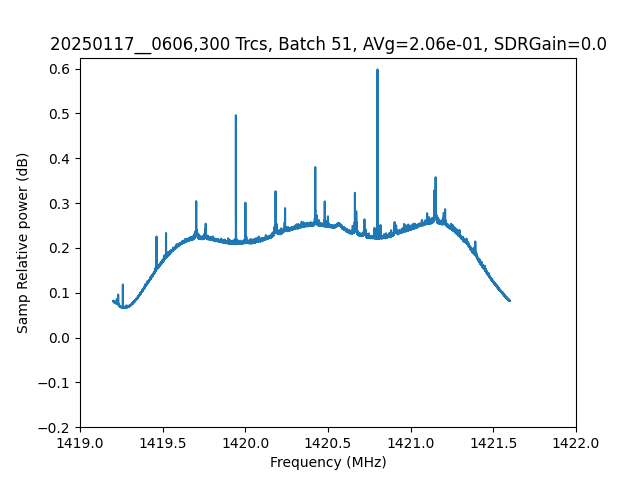 20250117__0606,300 Trcs, Batch 51, AVg=2.06e-01, SDRGain=0.0
0.6
0.5
0.4
0.3
0.2
0.1
0.0
−0.1
−0.2
Samp Relative power (dB)
1419.0 1419.5 1420.0 1420.5 1421.0 1421.5 1422.0
Frequency (MHz)